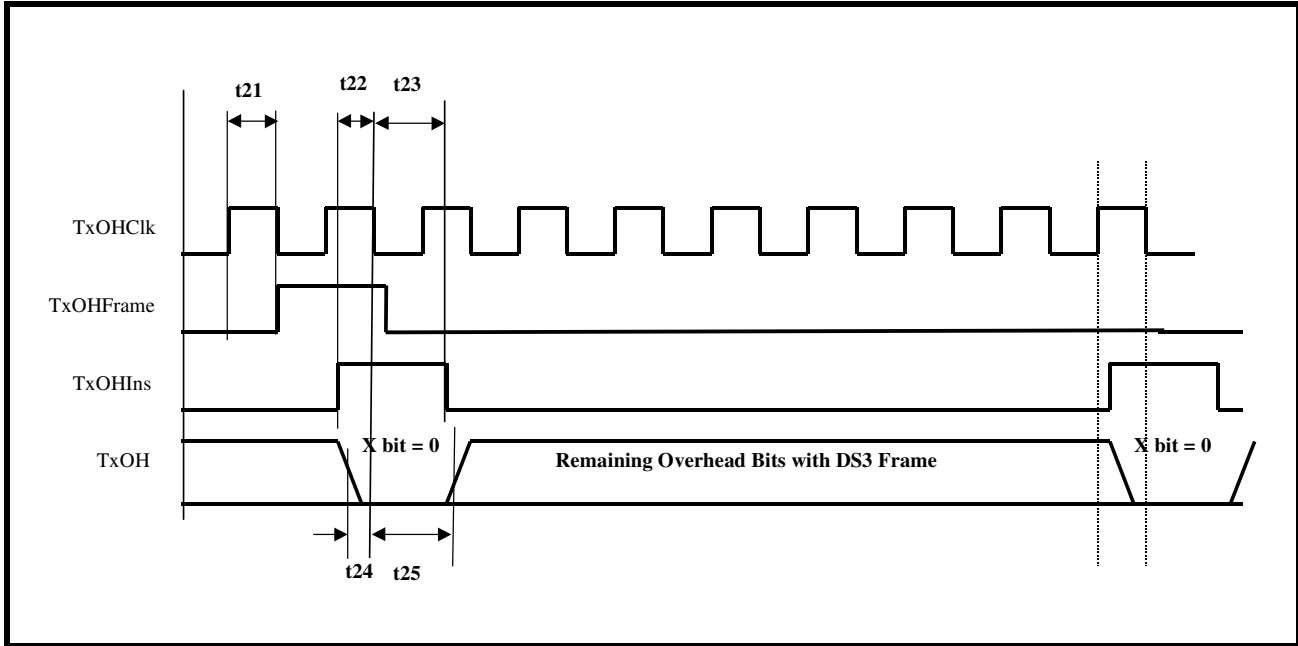 t21
t22
t23
TxOHClk
TxOHFrame
TxOHIns
TxOH
X bit = 0
Remaining Overhead Bits with DS3 Frame
X bit = 0
t24
t25